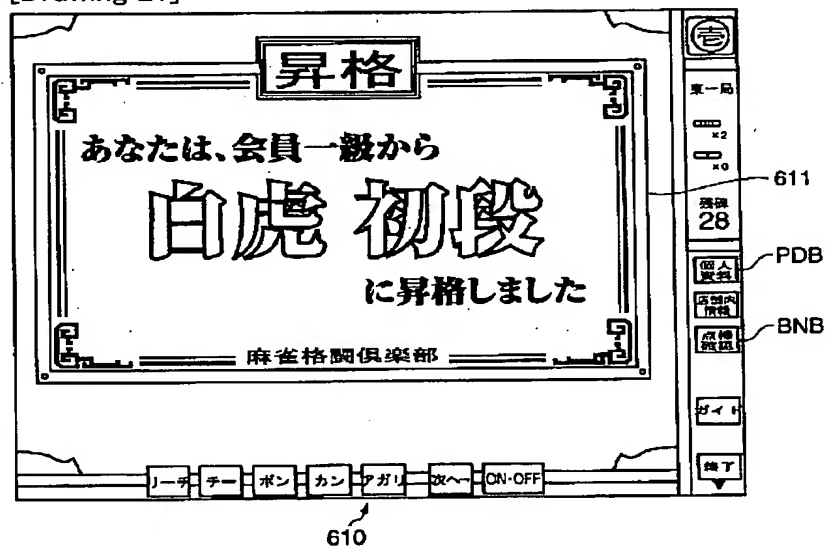 [Drawing 21]
昇格
あなたは、会員一級から
白虎 初段
に昇格しました
麻雀格闘倶楽部
壱
東一局
×2
×0
残牌
28
個人
資料
店舗内
情報
点棒
確認
ガイド
終了
リーチ
チー
ポン
カン
アガリ
次へ→
ON・OFF
611
PDB
BNB
610